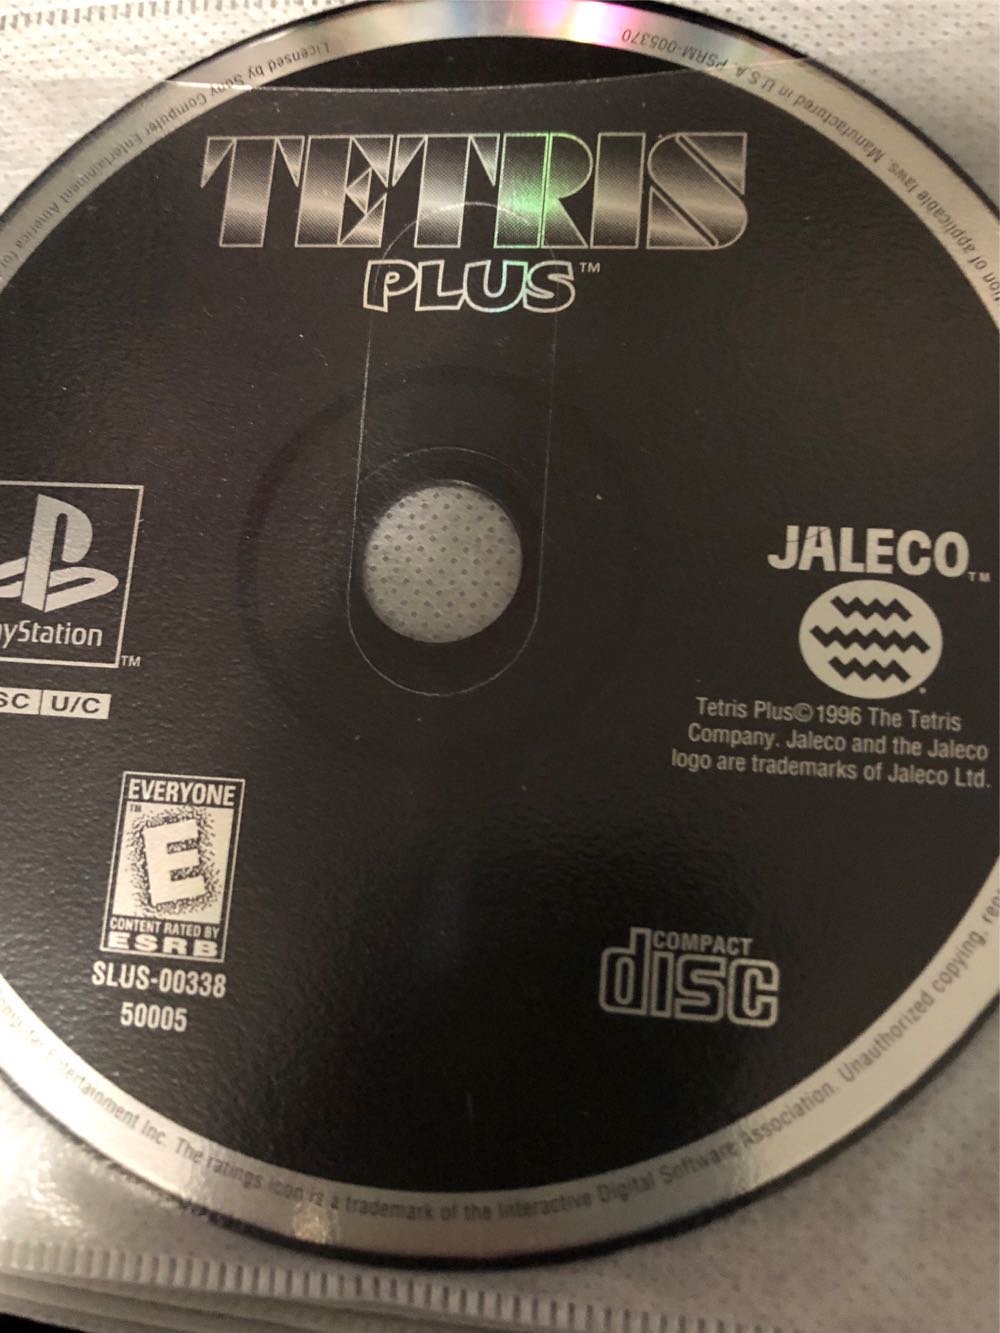 Licensed by Sony Computer Entertainment America for
Manufactured in U.S.A. PSRM-005370
tion of applicable laws.
TETRIS
PLUS™
JALECO™
yStation
™
SC U/C
Tetris Plus© 1996 The Tetris
Company. Jaleco and the Jaleco
logo are trademarks of Jaleco Ltd.
EVERYONE
™
E
CONTENT RATED BY
ESRB
SLUS-00338
50005
COMPACT
disc
omputer Entertainment Inc. The ratings icon is a trademark of the Interactive Digital Software Association. Unauthorized copying,